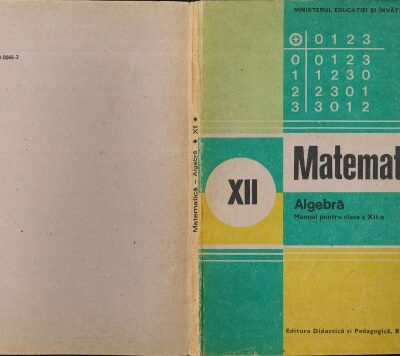 0066-3
Matematică - Algebră ◆ XII ◆
MINISTERUL EDUCAȚIEI ȘI ÎNVĂȚ
⊕ 0 1 2 3
0 0 1 2 3
1 1 2 3 0
2 2 3 0 1
3 3 0 1 2
XII
Matemat
Algebră
Manual pentru clasa a XII-a
Editura Didactică și Pedagogică, B